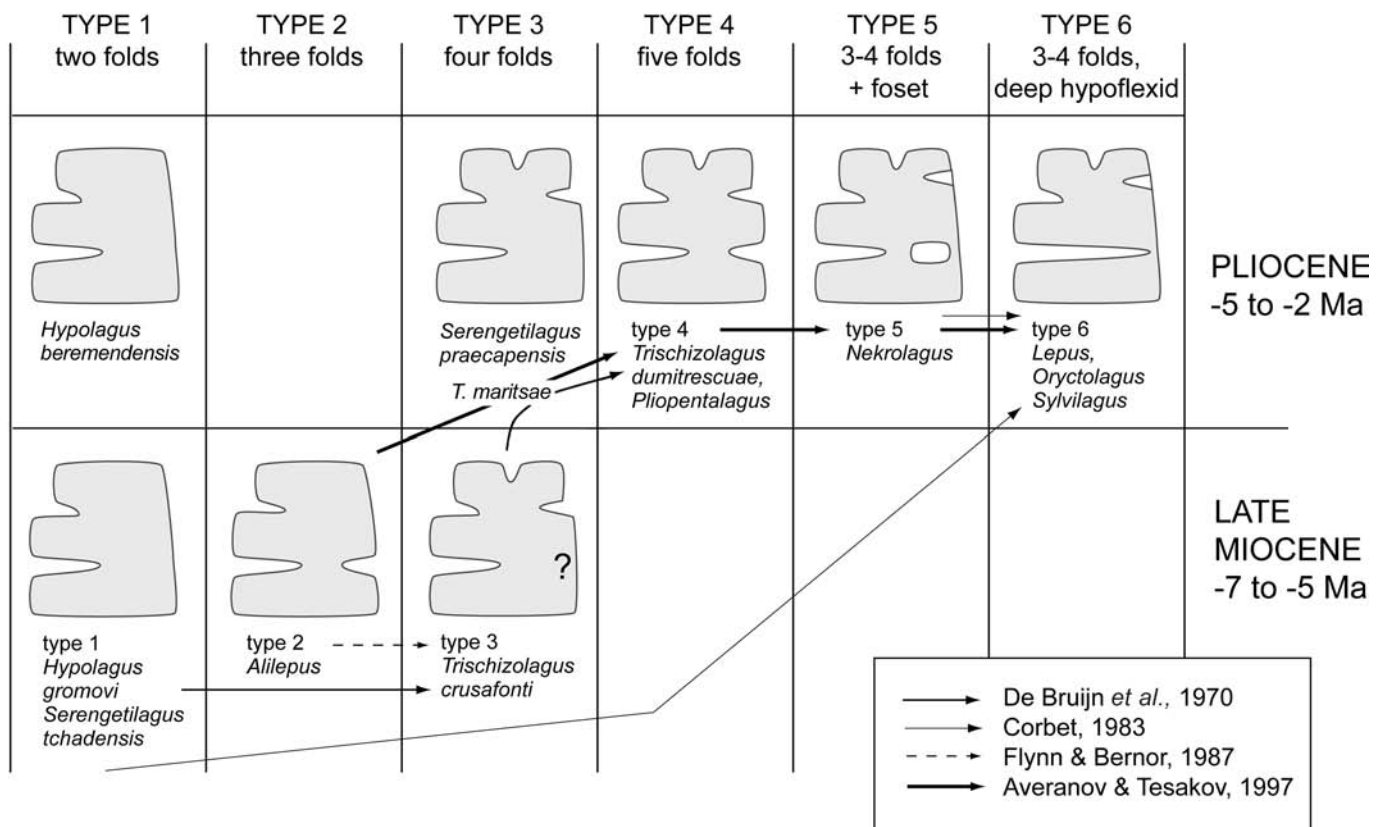 TYPE 1
two folds
TYPE 2
three folds
TYPE 3
four folds
TYPE 4
five folds
TYPE 5
3-4 folds
+ foset
TYPE 6
3-4 folds,
deep hypoflexid
Hypolagus
beremendensis
Serengetilagus
praecapensis
T. maritsae
type 4
Trischizolagus
dumitrescuae,
Pliopentalagus
type 5
Nekrolagus
type 6
Lepus,
Oryctolagus
Sylvilagus
PLIOCENE
-5 to -2 Ma
type 1
Hypolagus
gromovi
Serengetilagus
tchadensis
type 2
Alilepus
?
type 3
Trischizolagus
crusafonti
LATE
MIOCENE
-7 to -5 Ma
De Bruijn et al., 1970
Corbet, 1983
Flynn & Bernor, 1987
Averanov & Tesakov, 1997